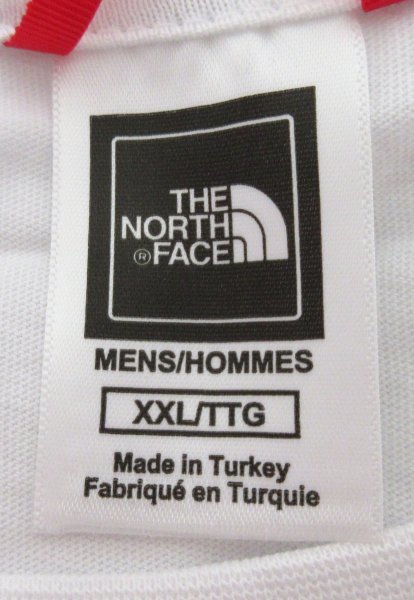 THE
NORTH
® FACE
MENS/HOMMES
XXL/TTG
Made in Turkey
Fabriqué en Turquie